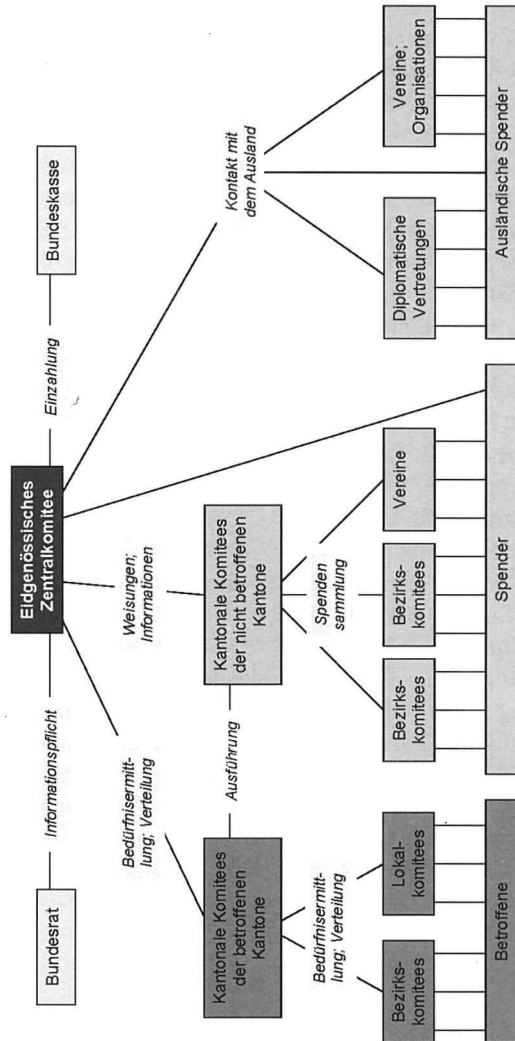 Eidgenössisches
Zentralkomitee
Bundesrat
Informationspflicht
Einzahlung
Bundeskasse
Bedürfnisermitt-
lung; Verteilung
Weisungen;
Informationen
Kontakt mit
dem Ausland
Kantonale Komitees
der betroffenen
Kantone
Ausführung
Kantonale Komitees
der nicht betroffenen
Kantone
Bedürfnisermitt-
lung; Verteilung
Spenden
sammlung
Bezirks-
komitees
Lokal-
komitees
Bezirks-
komitees
Bezirks-
komitees
Vereine
Diplomatische
Vertretungen
Vereine;
Organisationen
Betroffene
Spender
Ausländische Spender